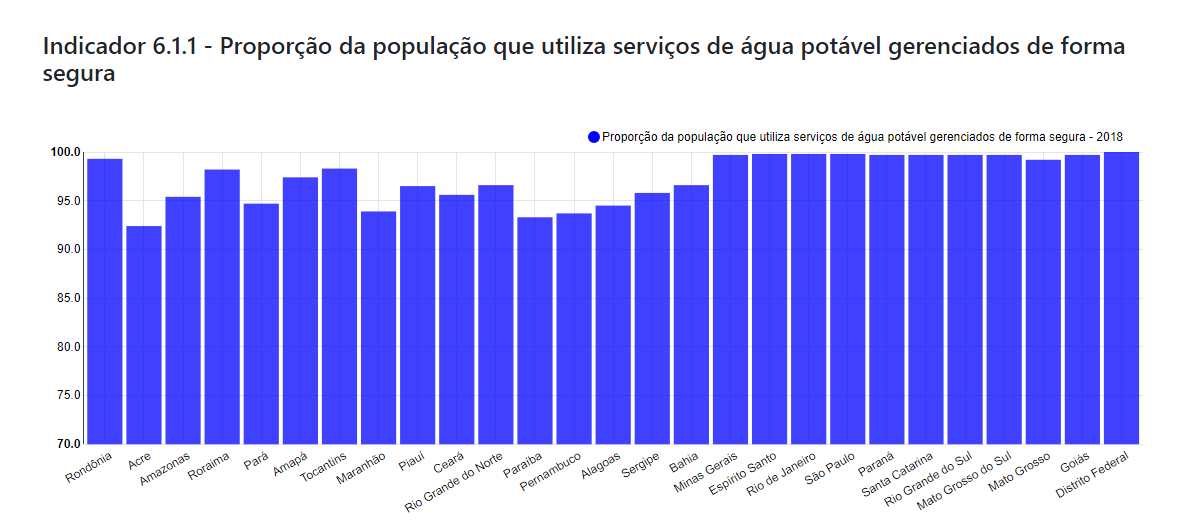 Indicador 6.1.1 - Proporção da população que utiliza serviços de água potável gerenciados de forma
segura
Proporção da população que utiliza serviços de água potável gerenciados de forma segura - 2018
100.0
95.0
90.0
85.0
80.0
75.0
70.0
Rondônia
Acre
Amazonas
Roraima
Pará
Amapá
Tocantins
Maranhão
Piauí
Ceará
Rio Grande do Norte
Paraíba
Pernambuco
Alagoas
Sergipe
Bahia
Minas Gerais
Espírito Santo
Rio de Janeiro
São Paulo
Paraná
Santa Catarina
Rio Grande do Sul
Mato Grosso do Sul
Mato Grosso
Goiás
Distrito Federal